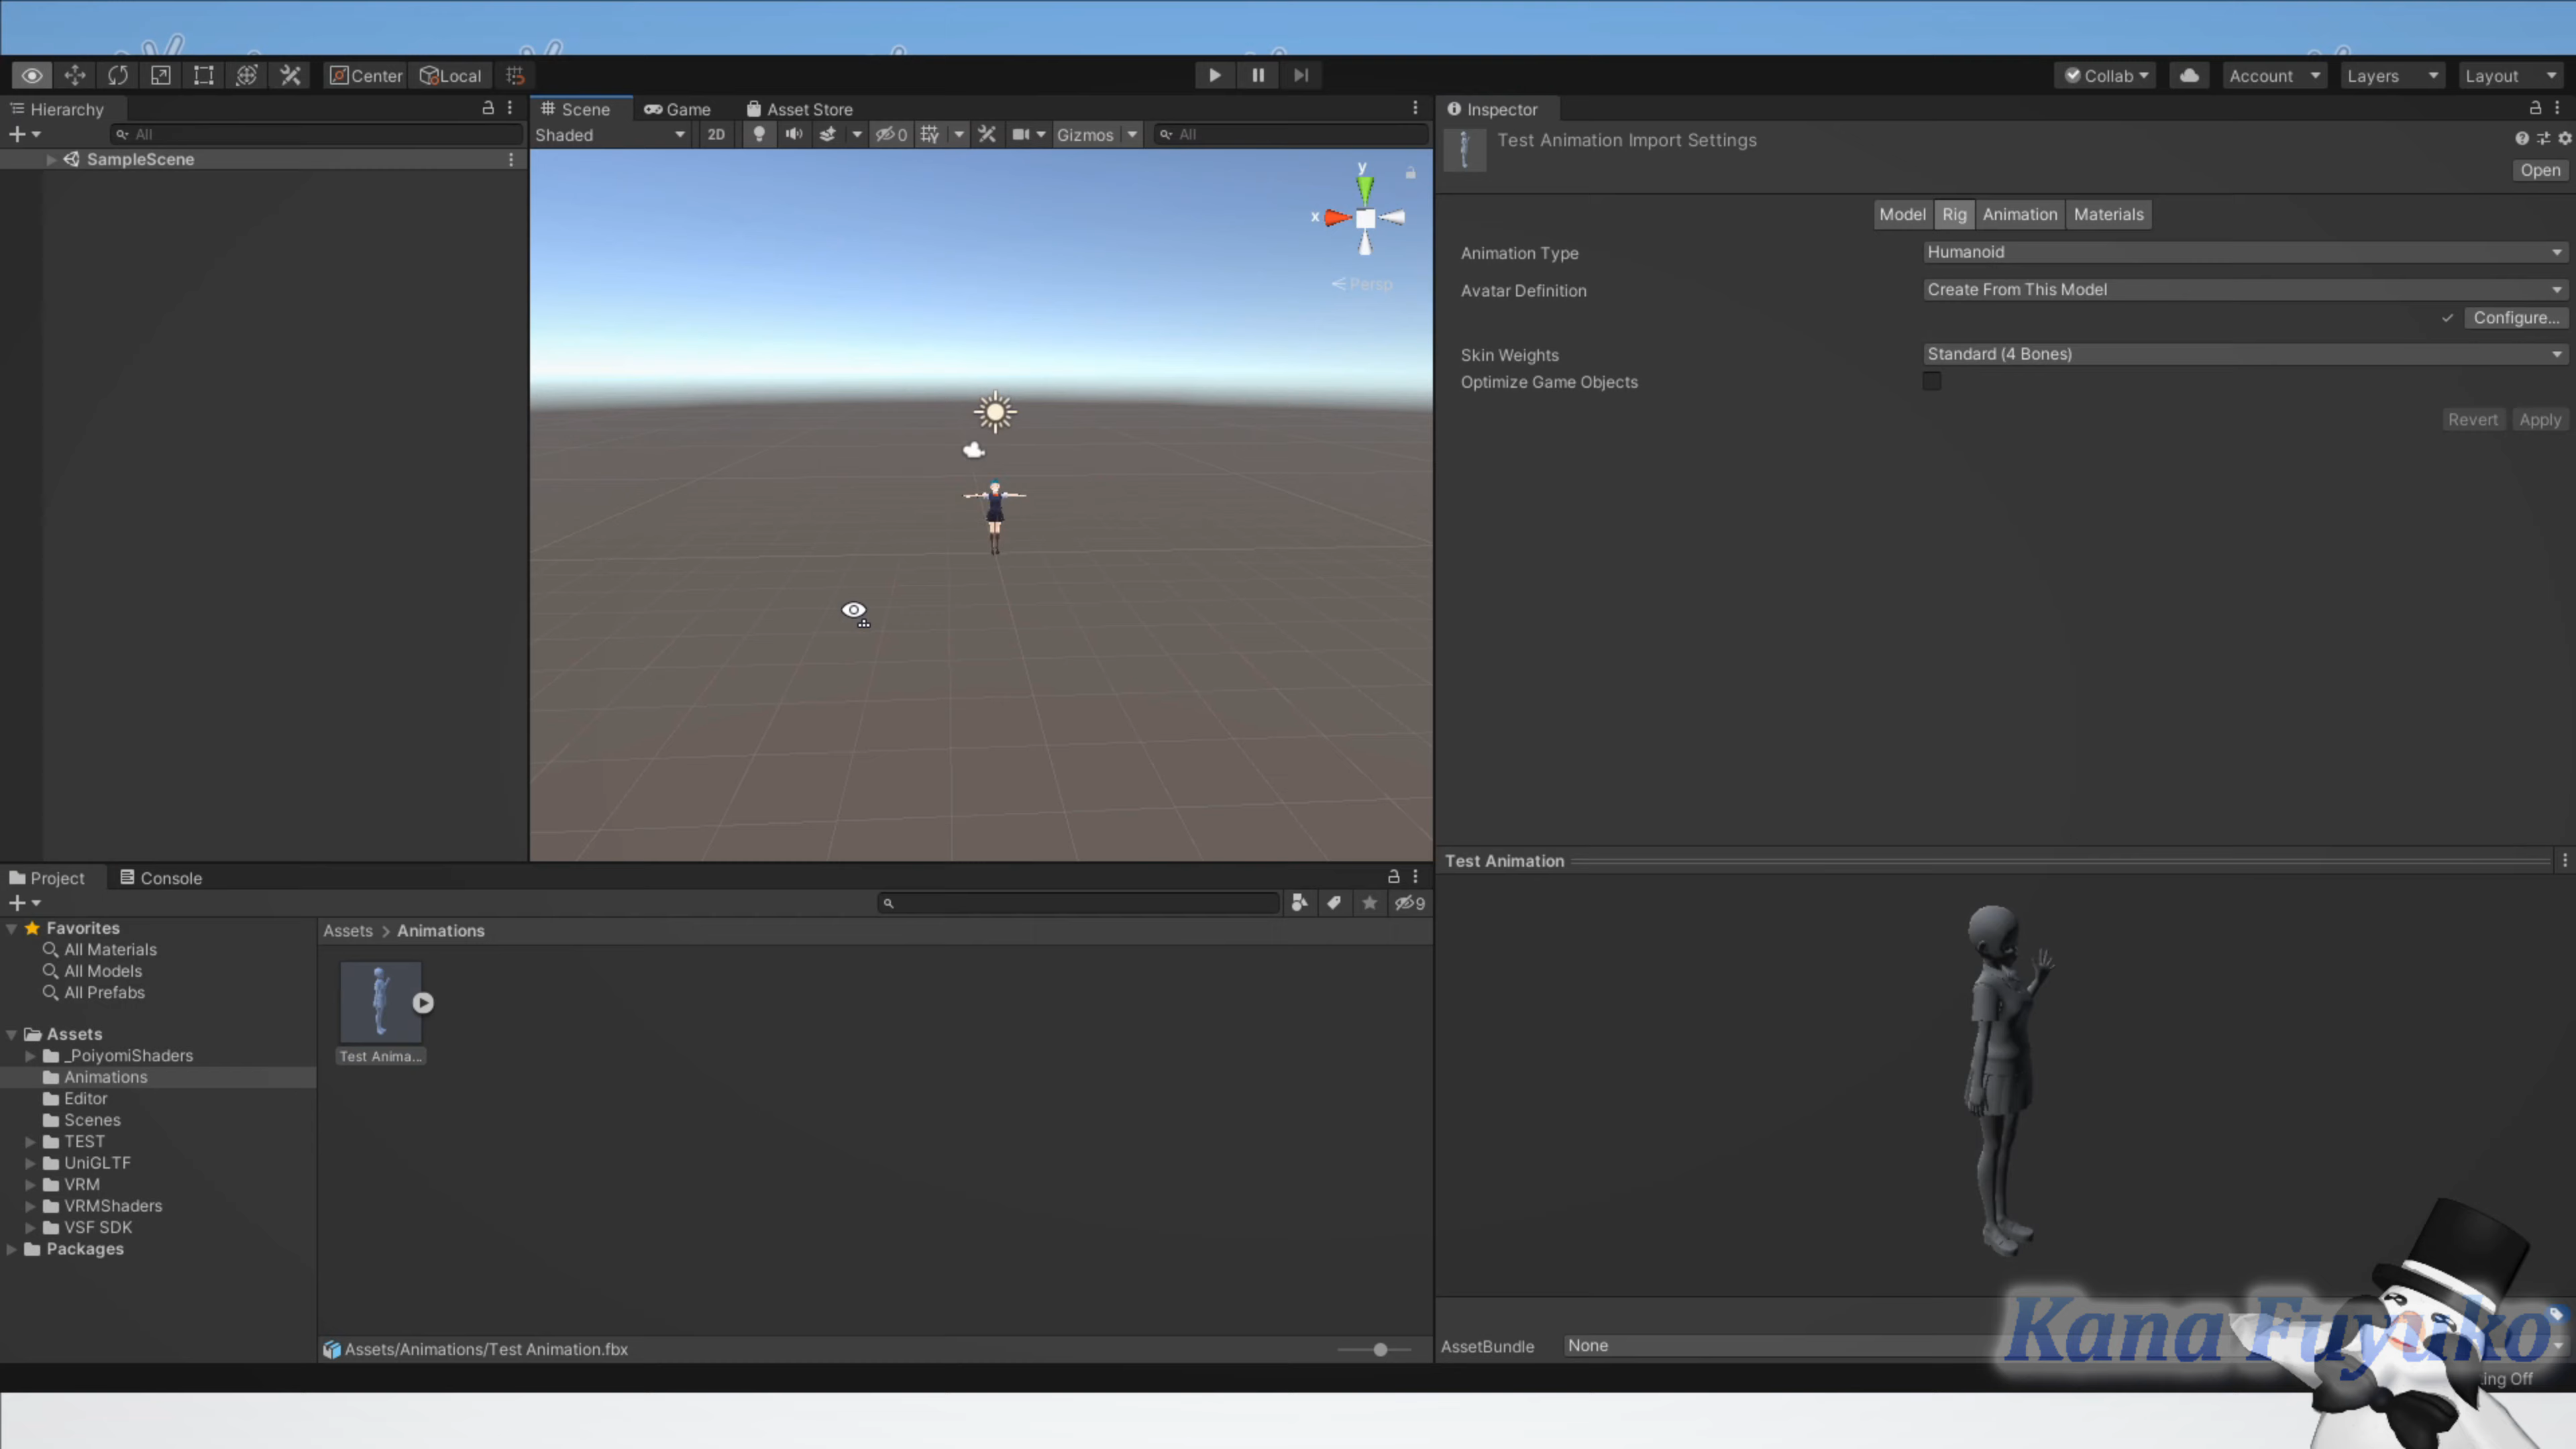 Center
Local
Collab
Account
Layers
Layout
Hierarchy
Scene
Game
Asset Store
Inspector
All
Shaded
2D
0
Gizmos
All
SampleScene
y
x
Persp
Test Animation Import Settings
Open
Model
Rig
Animation
Materials
Animation Type
Humanoid
Avatar Definition
Create From This Model
Configure...
Skin Weights
Standard (4 Bones)
Optimize Game Objects
Revert
Apply
Test Animation
Project
Console
9
Favorites
All Materials
All Models
All Prefabs
Assets
_PoiyomiShaders
Animations
Editor
Scenes
TEST
UniGLTF
VRM
VRMShaders
VSF SDK
Packages
Assets > Animations
Test Anima...
Assets/Animations/Test Animation.fbx
AssetBundle
None
Kana Fuyuko
ing Off